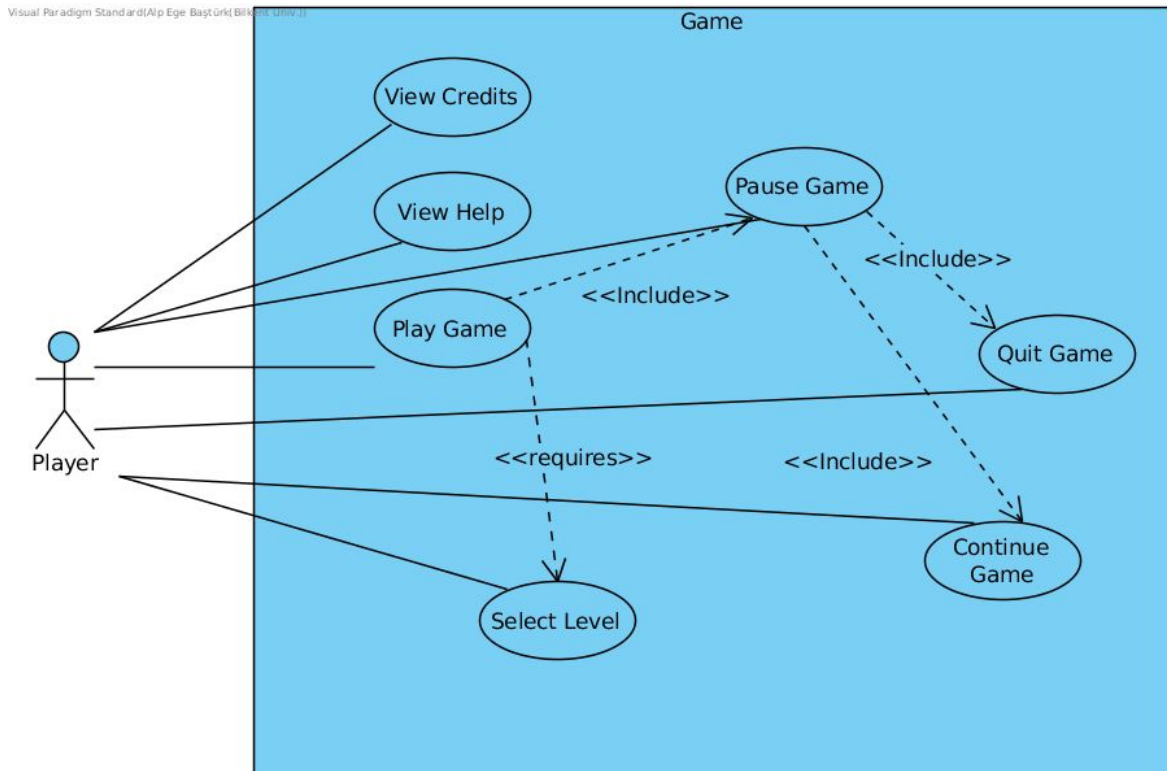 Visual Paradigm Standard(Alp Ege Baştürk(Bilkent Univ.))
Game
View Credits
Pause Game
View Help
<<Include>>
<<Include>>
Play Game
Quit Game
<<requires>>
<<Include>>
Player
Continue
Game
Select Level